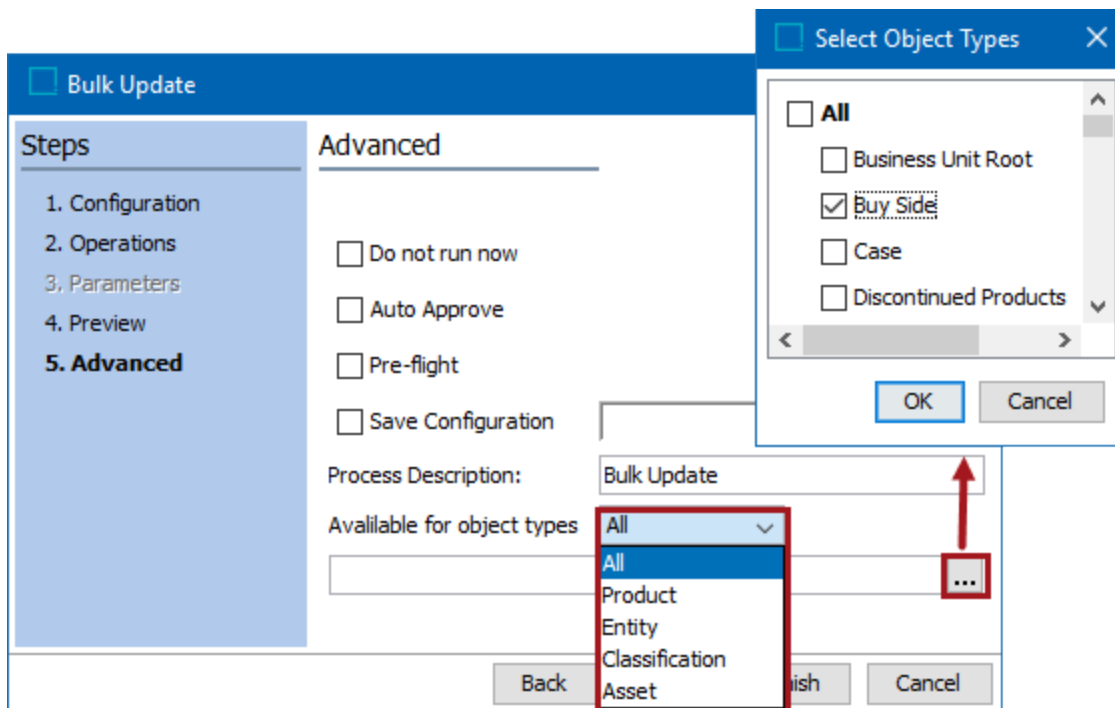 Select Object Types
All
Business Unit Root
Buy Side
Case
Discontinued Products
OK
Cancel
Bulk Update
Steps
1. Configuration
2. Operations
3. Parameters
4. Preview
5. Advanced
Advanced
Do not run now
Auto Approve
Pre-flight
Save Configuration
Process Description:
Bulk Update
Avalilable for object types
All
All
Product
Entity
Classification
Asset
...
Back
ish
Cancel